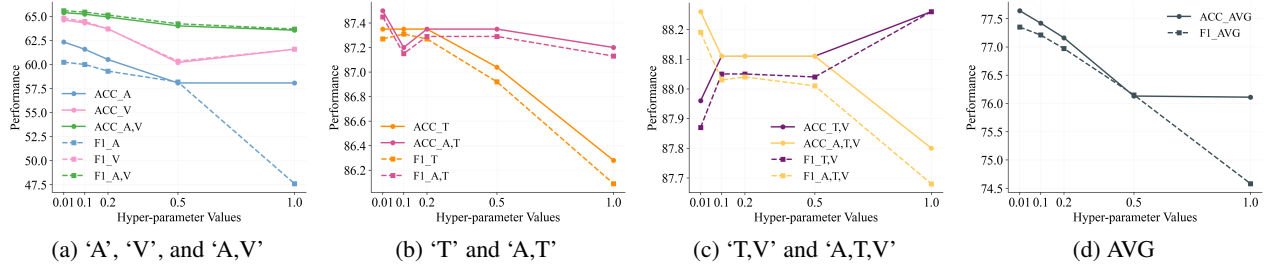 Performance
65.0
62.5
60.0
57.5
55.0
52.5
50.0
47.5
ACC_A
ACC_V
ACC_A,V
F1_A
F1_V
F1_A,V
0.01 0.1 0.2 0.5 1.0
Hyper-parameter Values
(a) ‘A’, ‘V’, and ‘A,V’
Performance
87.4
87.2
87.0
86.8
86.6
86.4
86.2
ACC_T
ACC_A,T
F1_T
F1_A,T
0.01 0.1 0.2 0.5 1.0
Hyper-parameter Values
(b) ‘T’ and ‘A,T’
Performance
88.2
88.1
88.0
87.9
87.8
87.7
ACC_T,V
ACC_A,T,V
F1_T,V
F1_A,T,V
0.01 0.1 0.2 0.5 1.0
Hyper-parameter Values
(c) ‘T,V’ and ‘A,T,V’
Performance
77.5
77.0
76.5
76.0
75.5
75.0
74.5
ACC_AVG
F1_AVG
0.01 0.1 0.2 0.5 1.0
Hyper-parameter Values
(d) AVG